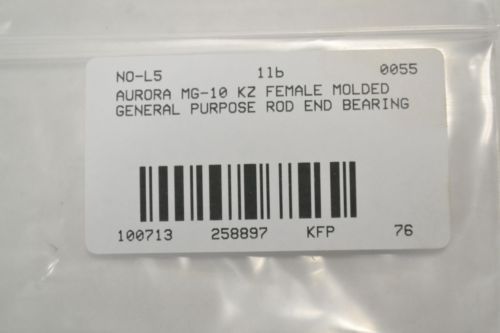 NO-L5 1lb 0055
AURORA MG-10 KZ FEMALE MOLDED
GENERAL PURPOSE ROD END BEARING
100713 258897 KFP 76